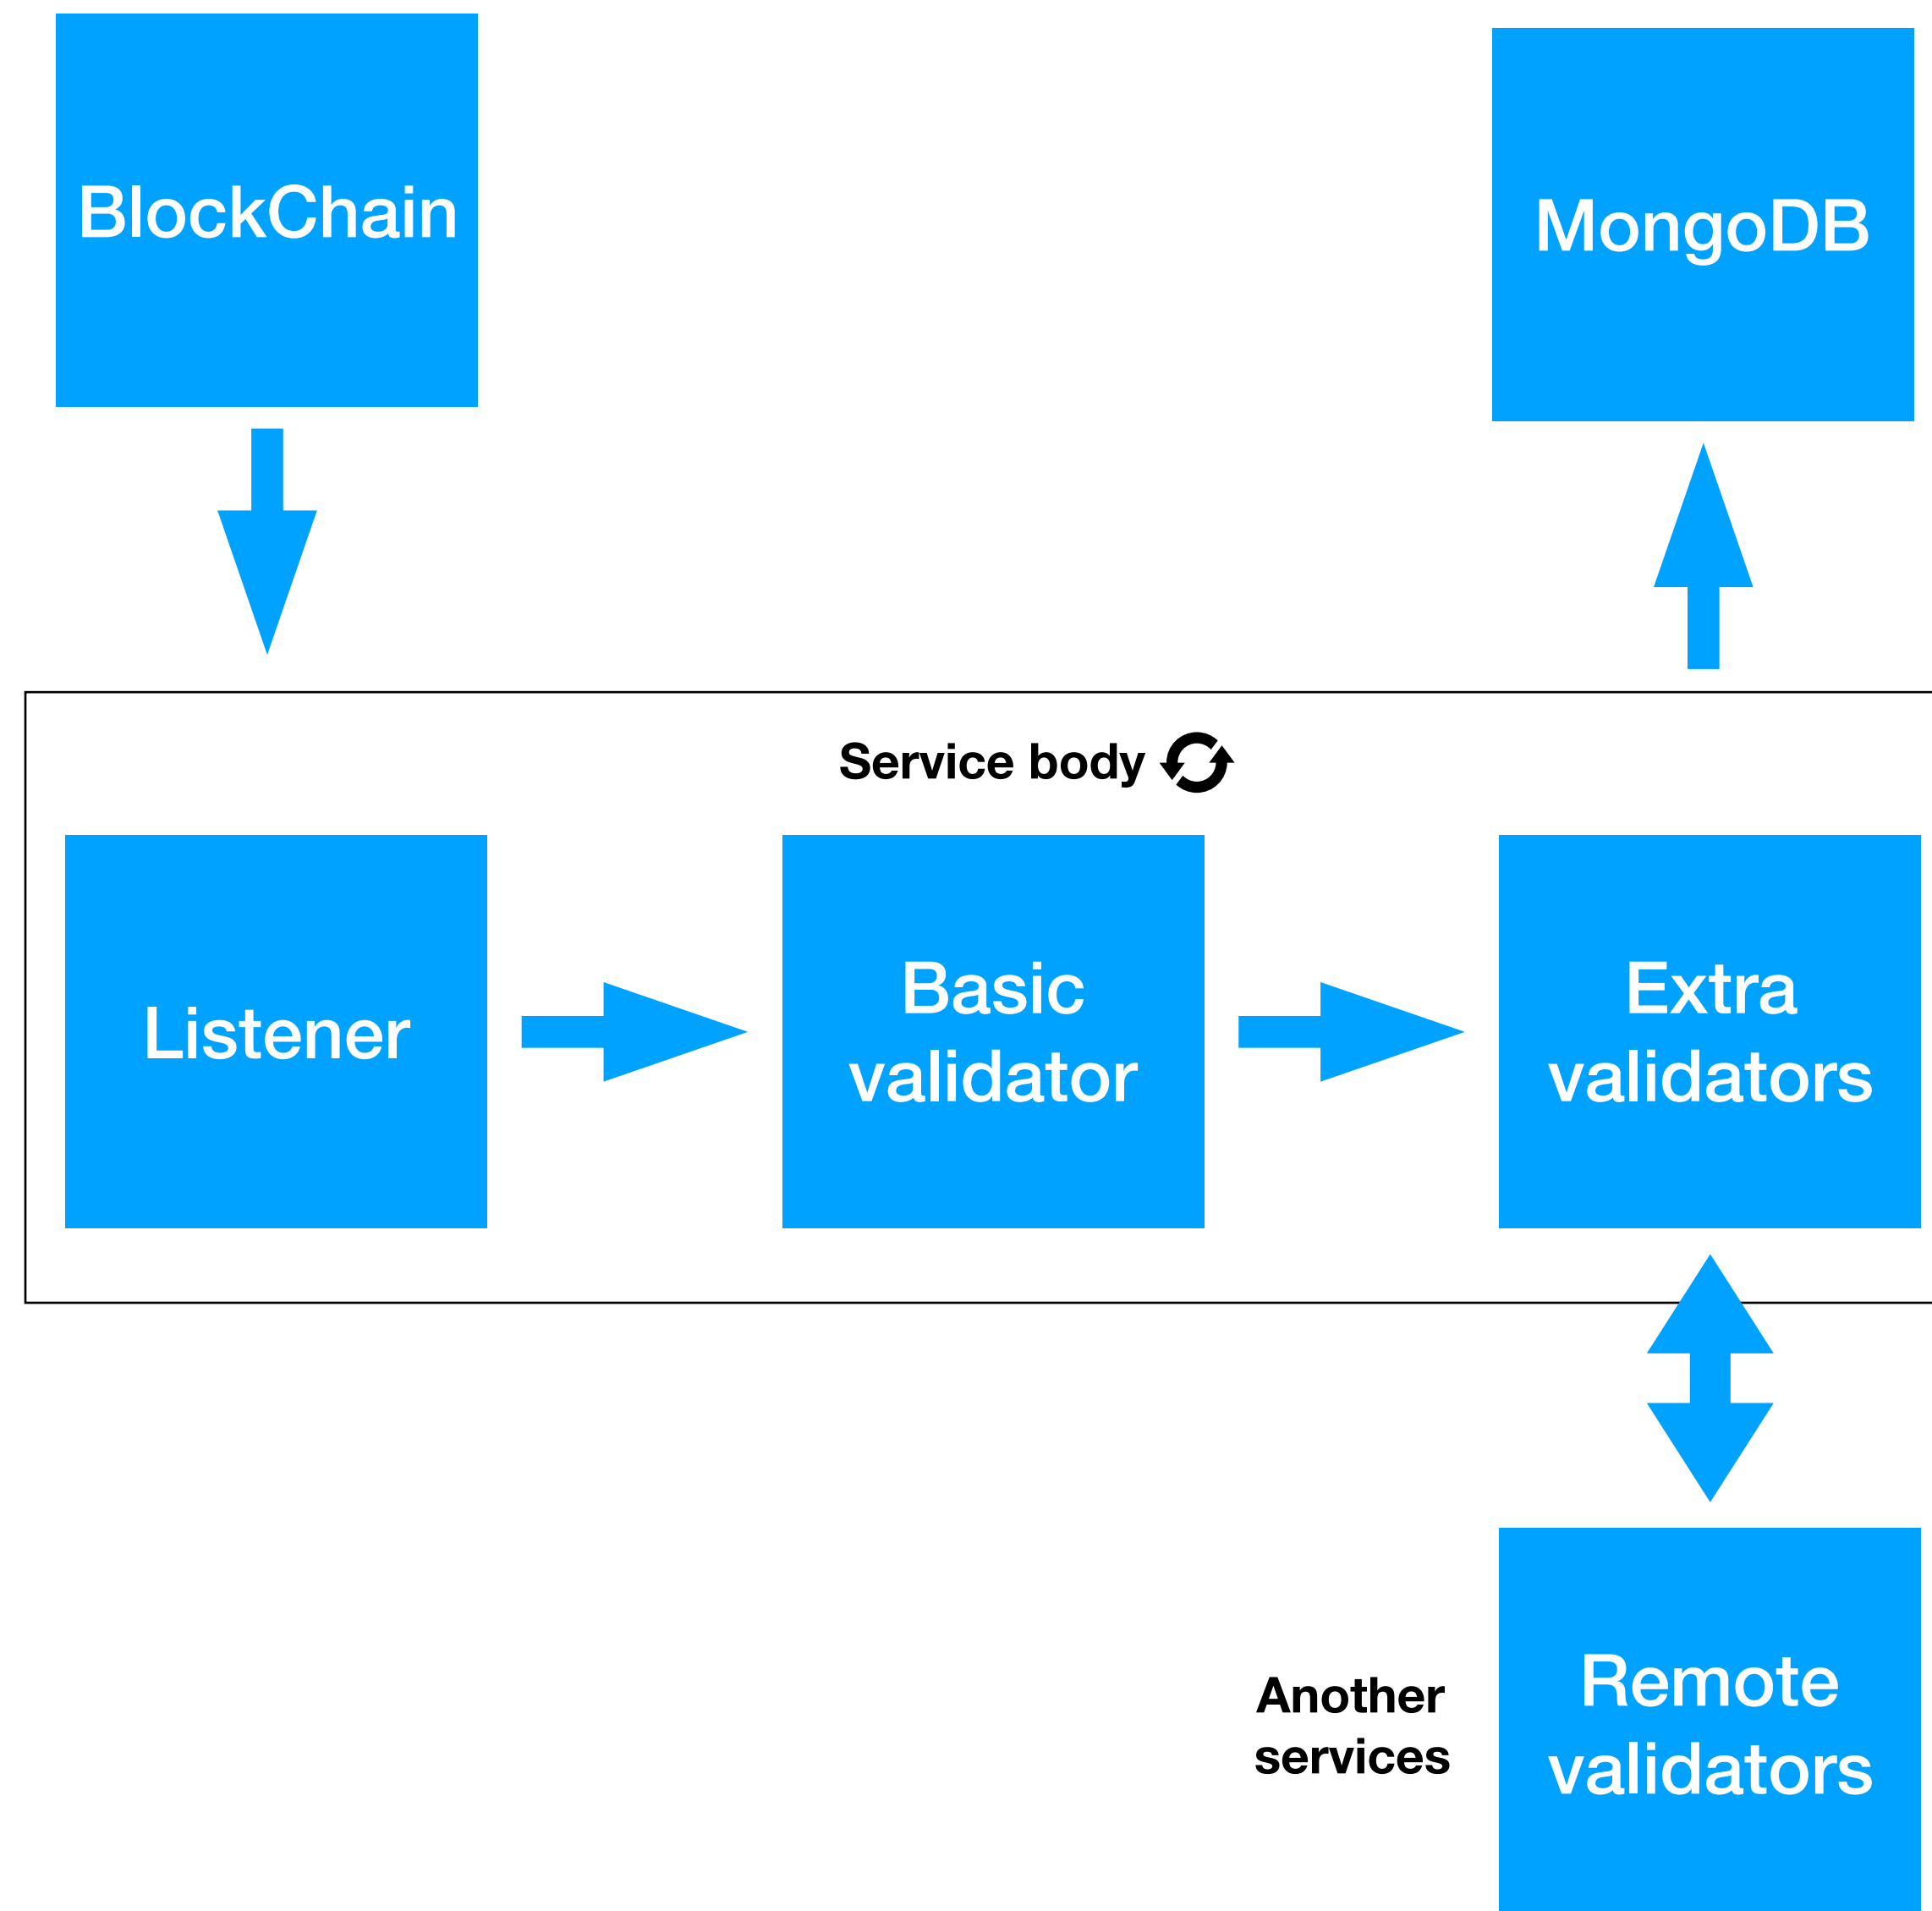 BlockChain
MongoDB
Service body
Listener
Basic
validator
Extra
validators
Another
services
Remote
validators